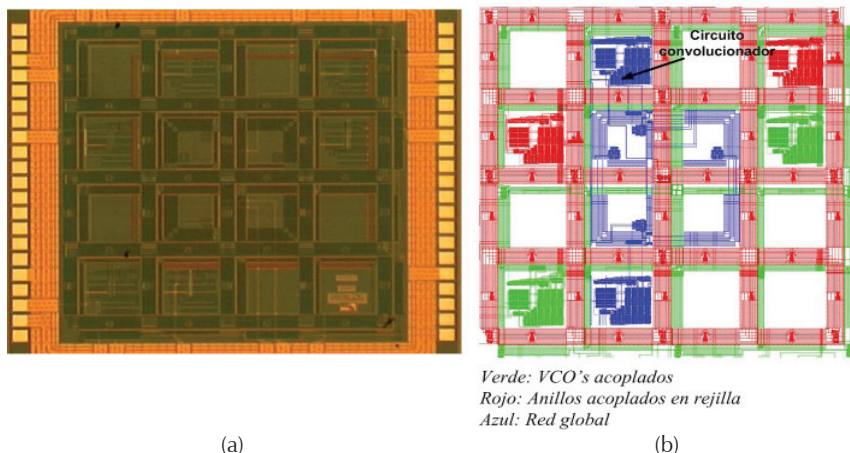 Circuito
convolucionador
Verde: VCO's acoplados
Rojo: Anillos acoplados en rejilla
Azul: Red global
(a)
(b)